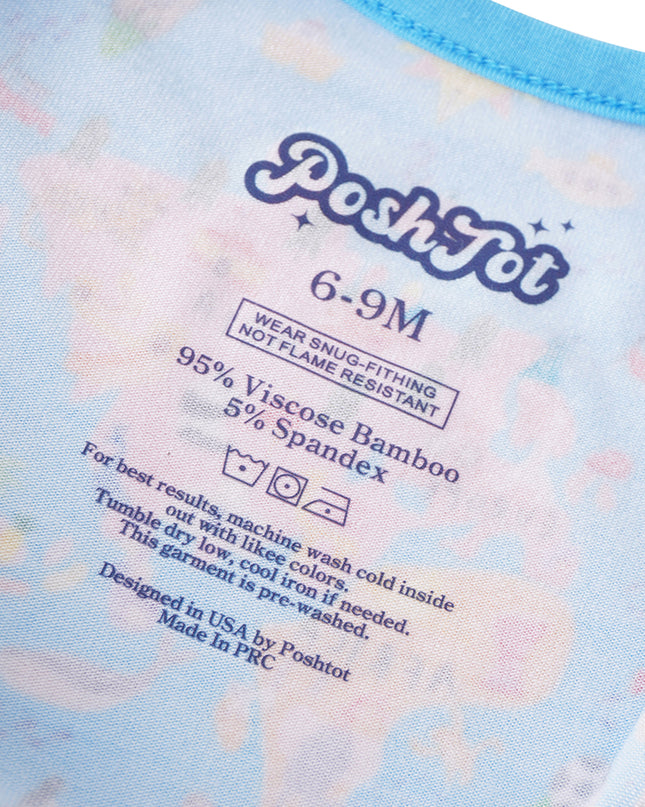 Posh Tot
6-9M
WEAR SNUG-FITHING
NOT FLAME RESISTANT
95% Viscose Bamboo
5% Spandex
For best results, machine wash cold inside
out with likee colors.
Tumble dry low, cool iron if needed.
This garment is pre-washed.
Designed in USA by Poshtot
Made In PRC